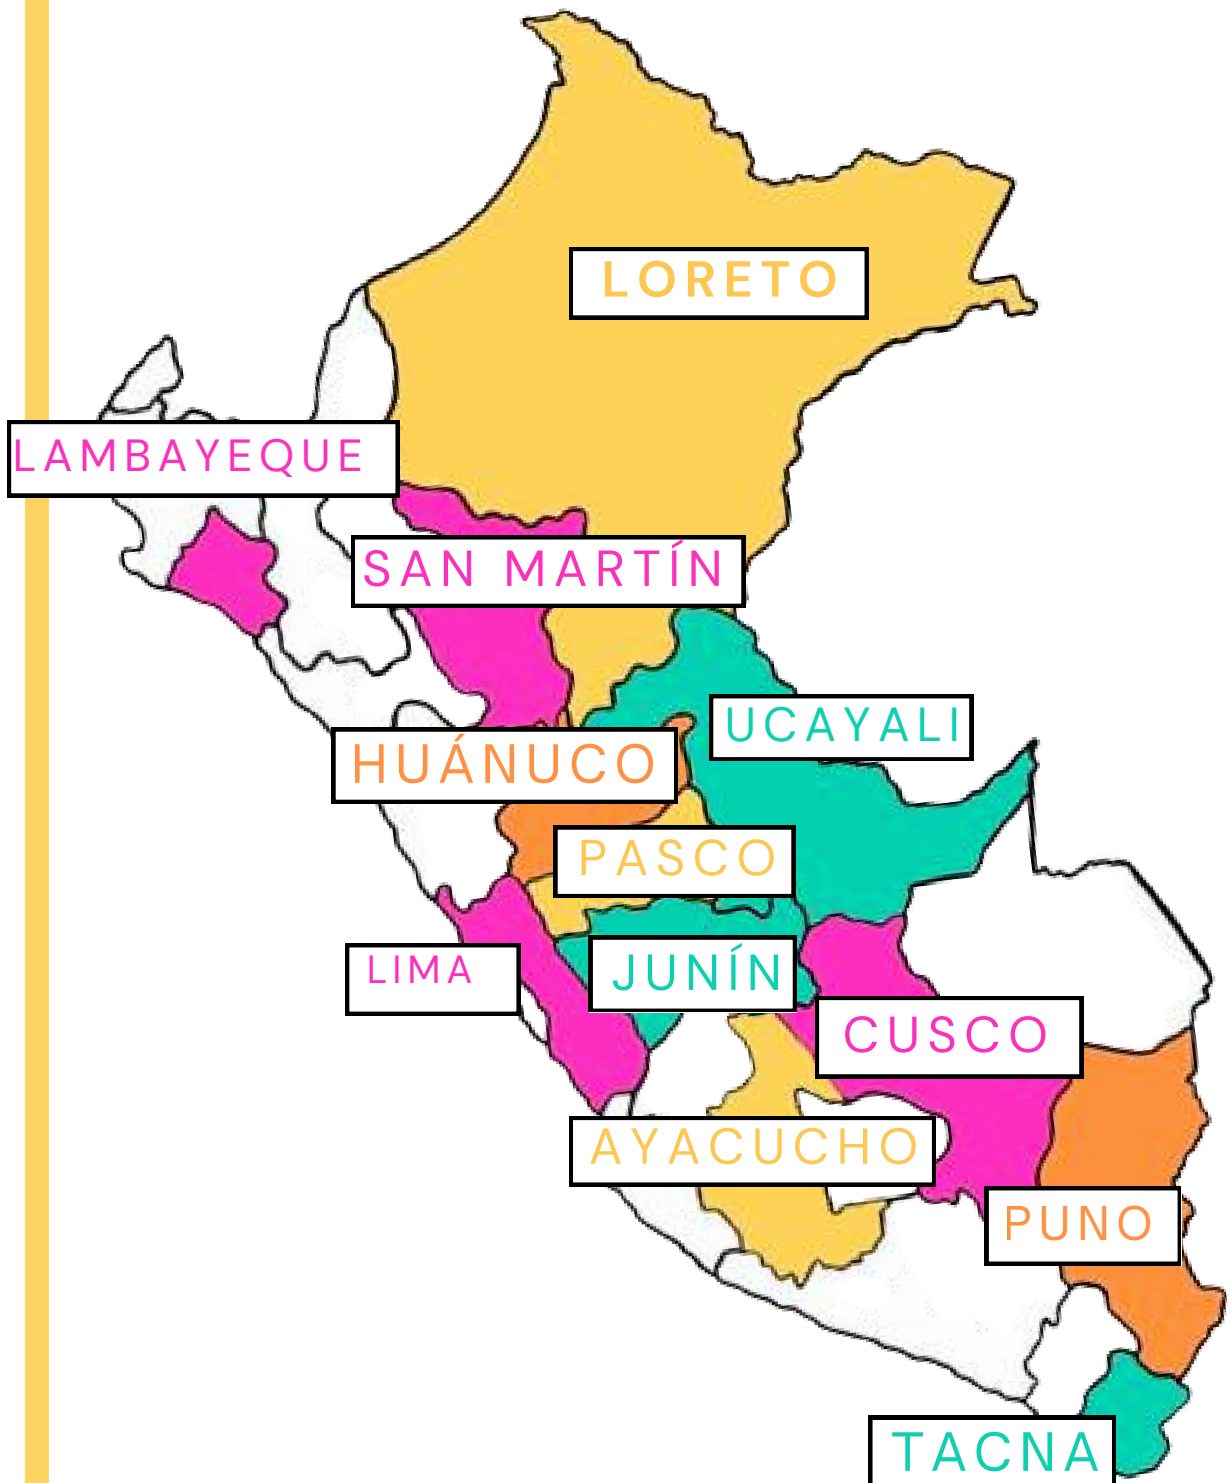 LORETO
LAMBAYEQUE
SAN MARTÍN
UCAYALI
HUÁNUCO
PASCO
LIMA
JUNÍN
CUSCO
AYACUCHO
PUNO
TACNA